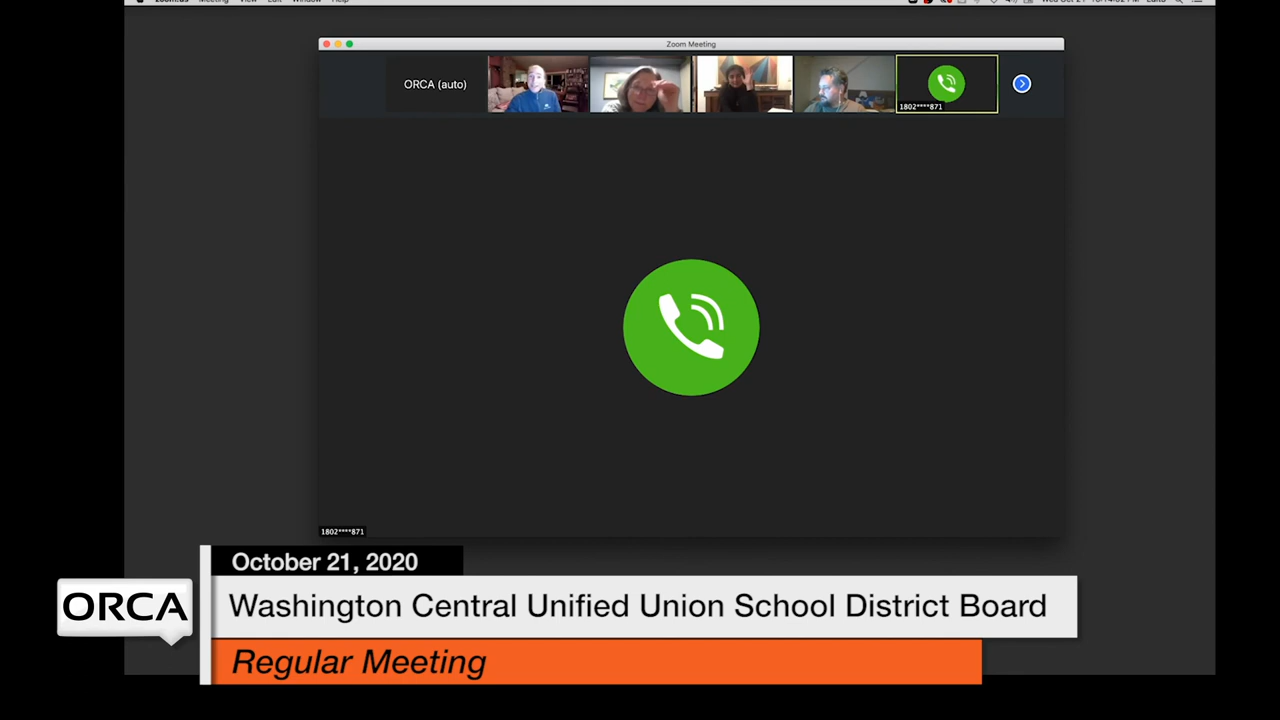 Zoom Meeting
ORCA (auto)
1802****871
1802****871
October 21, 2020
ORCA
Washington Central Unified Union School District Board
Regular Meeting